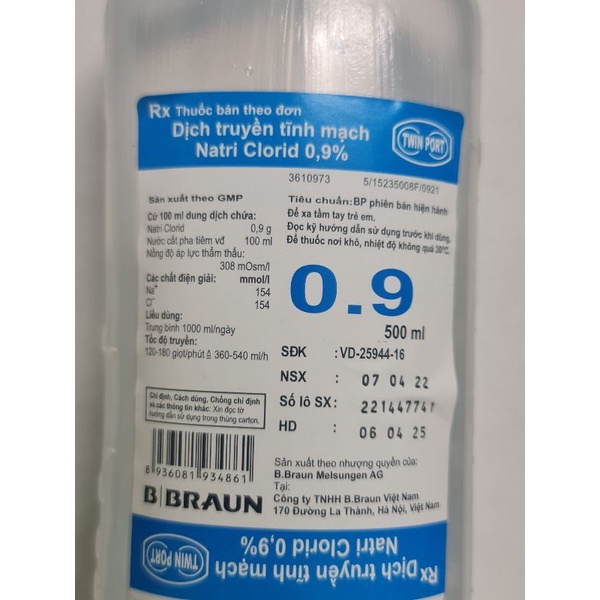 Rx Thuốc bán theo đơn
Dịch truyền tĩnh mạch
Natri Clorid 0,9%
TWIN PORT
3610973 5/15235008F/0921
Sản xuất theo GMP
Cứ 100 ml dung dịch chứa:
Natri Clorid 0,9 g
Nước cất pha tiêm vđ 100 ml
Nồng độ áp lực thẩm thấu:
308 mOsm/l
Các chất điện giải: mmol/l
Na+ 154
Cl- 154
Liều dùng:
Trung bình 1000 ml/ngày
Tốc độ truyền:
120-180 giọt/phút ≙ 360-540 ml/h
Chỉ định, Cách dùng, Chống chỉ định
và các thông tin khác: Xin đọc tờ
hướng dẫn sử dụng trong thùng carton.
8 936081 934861
B BRAUN
Tiêu chuẩn: BP phiên bản hiện hành
Để xa tầm tay trẻ em.
Đọc kỹ hướng dẫn sử dụng trước khi dùng.
Để thuốc nơi khô, nhiệt độ không quá 30°C.
0.9
500 ml
SĐK : VD-25944-16
NSX : 07 04 22
Số lô SX: 221447741
HD : 06 04 25
Sản xuất theo nhượng quyền của:
B.Braun Melsungen AG
Tại:
Công ty TNHH B.Braun Việt Nam
170 Đường La Thành, Hà Nội, Việt Nam
Rx Dịch truyền tĩnh mạch
Natri Clorid 0,9%
TWIN PORT